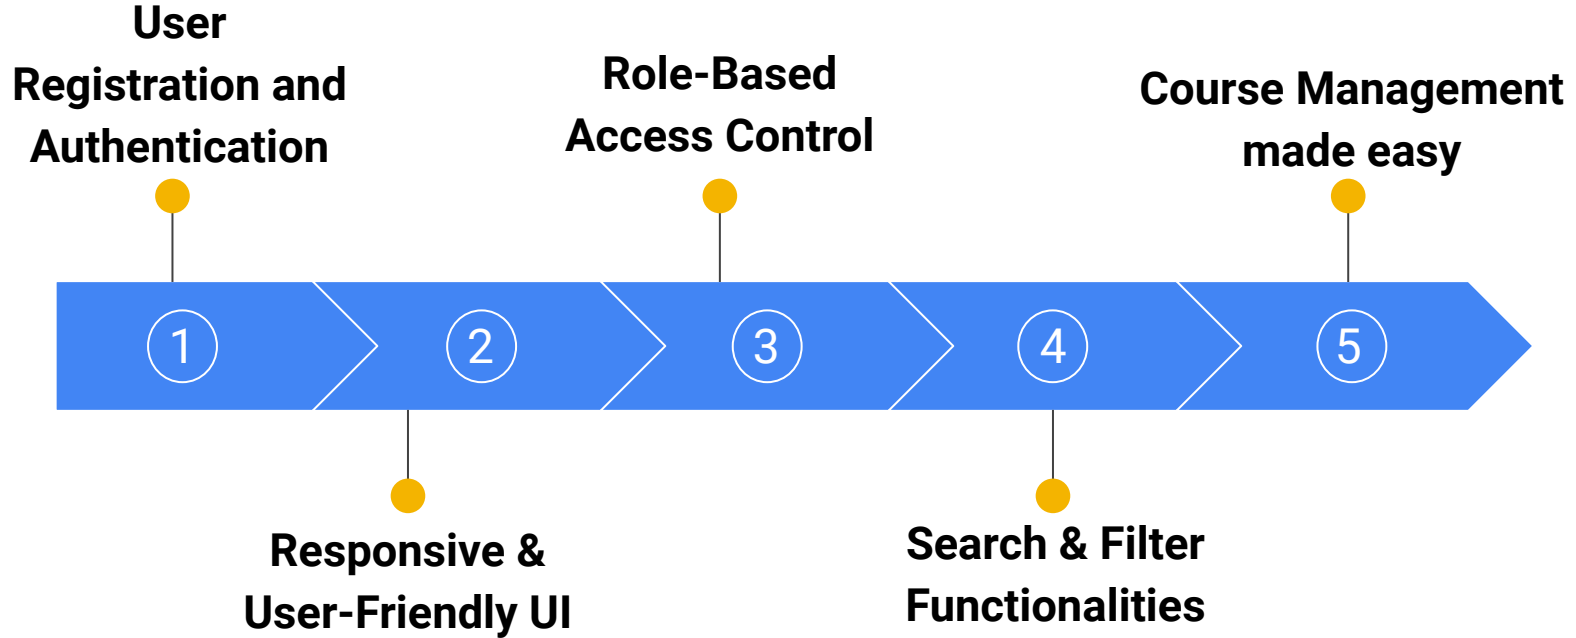 User
Registration and
Authentication
Role-Based
Access Control
Course Management
made easy
1
2
3
4
5
Responsive &
User-Friendly UI
Search & Filter
Functionalities